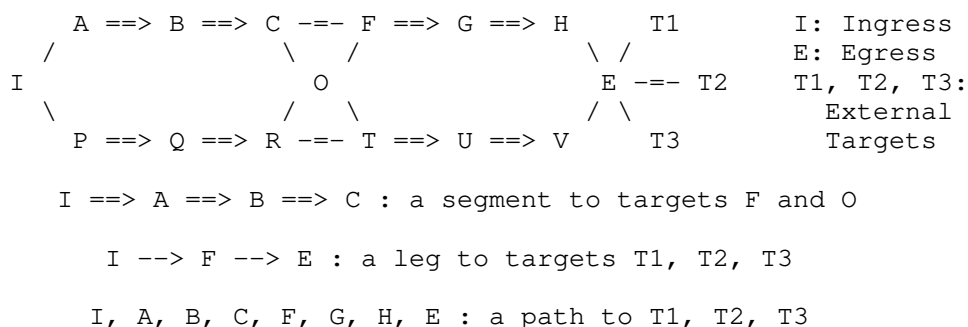 A ==> B ==> C -=- F ==> G ==> H T1 I: Ingress
/ \ / \ / E: Egress
I O E -=- T2 T1, T2, T3:
\ / \ / \ External
P ==> Q ==> R -=- T ==> U ==> V T3 Targets
I ==> A ==> B ==> C : a segment to targets F and O
I --> F --> E : a leg to targets T1, T2, T3
I, A, B, C, F, G, H, E : a path to T1, T2, T3